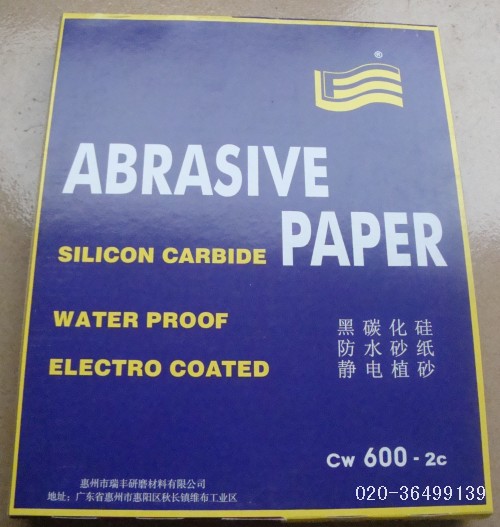 ®
ABRASIVE
PAPER
SILICON CARBIDE
WATER PROOF
ELECTRO COATED
黑碳化硅
防水砂纸
静电植砂
CW 600 - 2c
惠州市瑞丰研磨材料有限公司
地址:广东省惠州市惠阳区秋长镇维布工业区
020-36499139